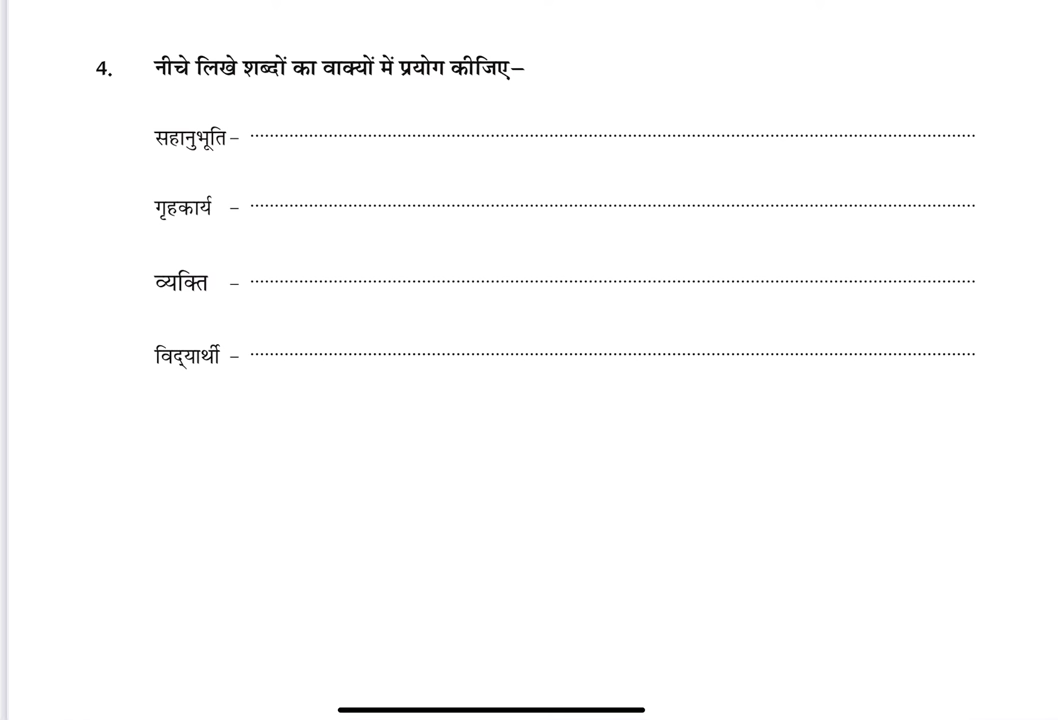 4. नीचे लिखे शब्दों का वाक्यों में प्रयोग कीजिए–
सहानुभूति – ........................................................................
गृहकार्य – ........................................................................
व्यक्ति – ........................................................................
विद्‌यार्थी – ........................................................................